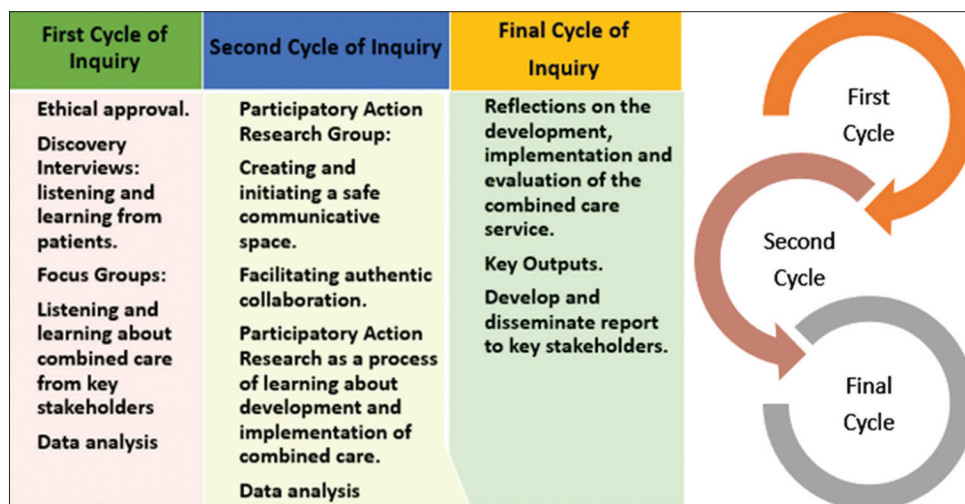 First Cycle of
Inquiry
Ethical approval.
Discovery
Interviews:
listening and
learning from
patients.
Focus Groups:
Listening and
learning about
combined care
from key
stakeholders
Data analysis
Second Cycle of Inquiry
Participatory Action
Research Group:
Creating and
initiating a safe
communicative
space.
Facilitating authentic
collaboration.
Participatory Action
Research as a process
of learning about
development and
implementation of
combined care.
Data analysis
Final Cycle of
Inquiry
Reflections on the
development,
implementation and
evaluation of the
combined care
service.
Key Outputs.
Develop and
disseminate report
to key stakeholders.
First
Cycle
Second
Cycle
Final
Cycle